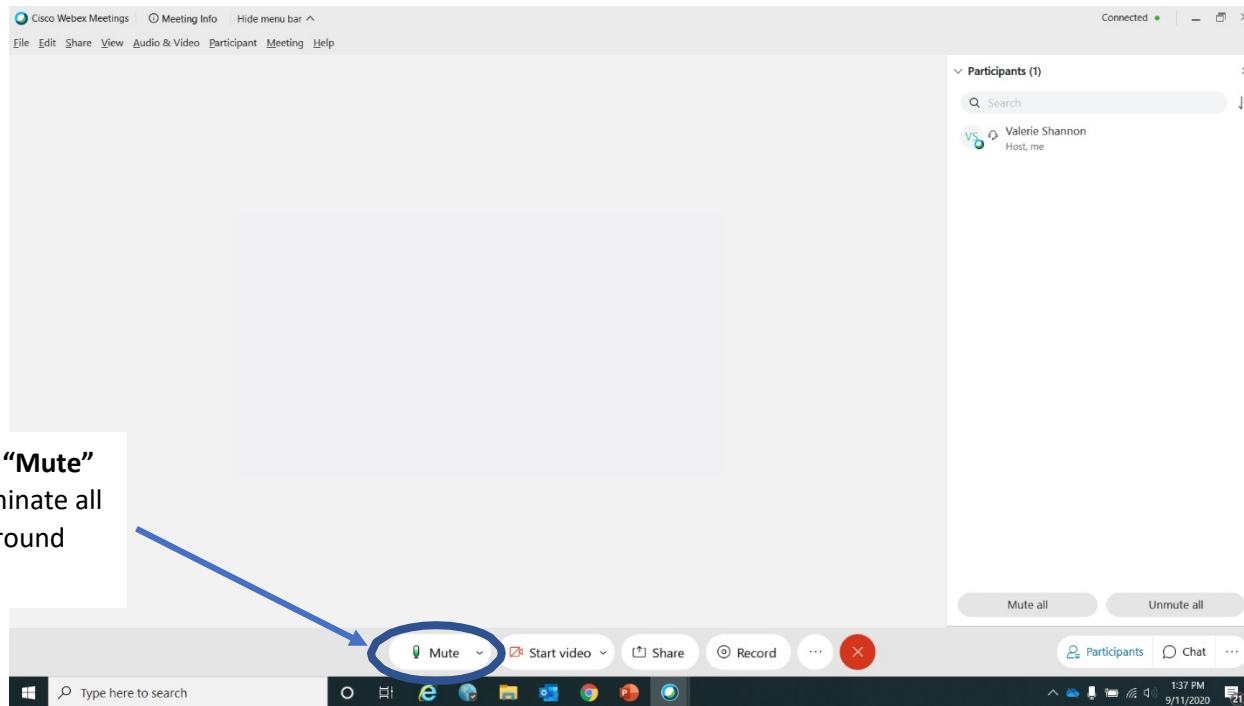 Cisco Webex Meetings Meeting Info Hide menu bar Connected
File Edit Share View Audio & Video Participant Meeting Help
Participants (1)
Search
VS Valerie Shannon
Host, me
“Mute”
inate all
round
Mute all Unmute all
Mute Start video Share Record Participants Chat
Type here to search
1:37 PM
9/11/2020
21